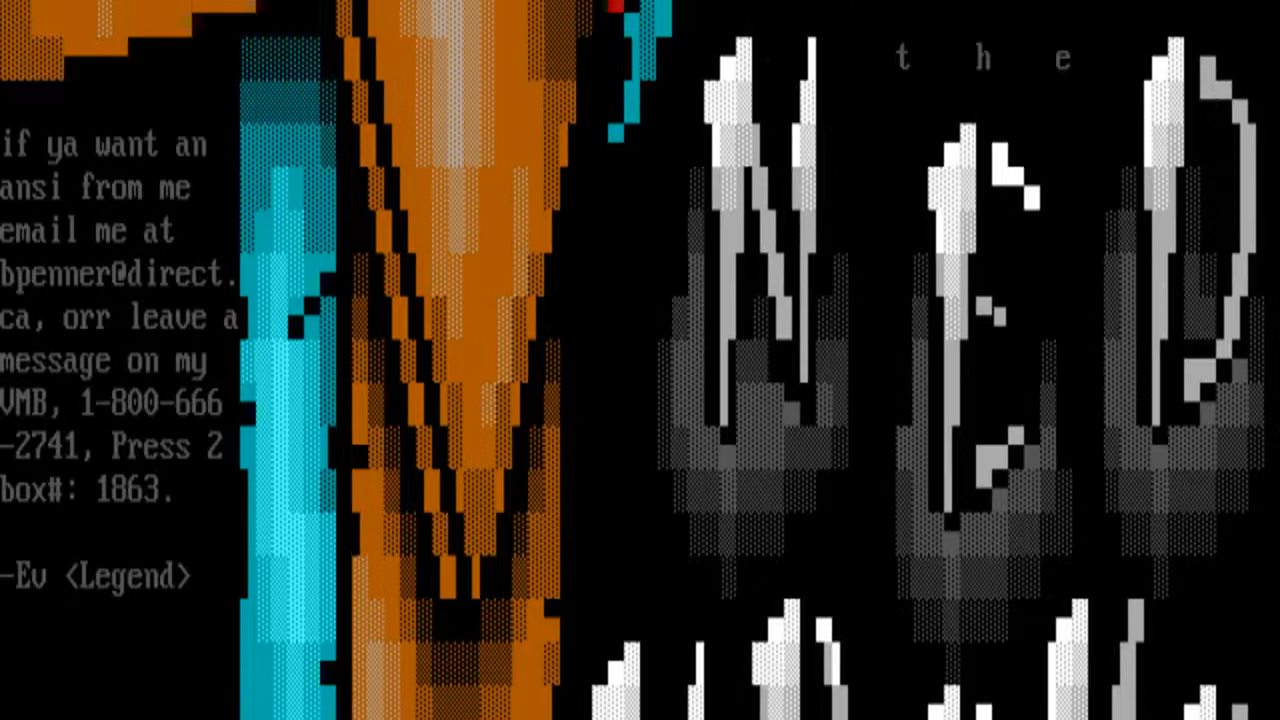 t h e
if ya want an
ansi from me
email me at
bpenner@direct.
ca, orr leave a
message on my
VMB, 1-800-666
-2741, Press 2
box#: 1863.
-Ev <Legend>